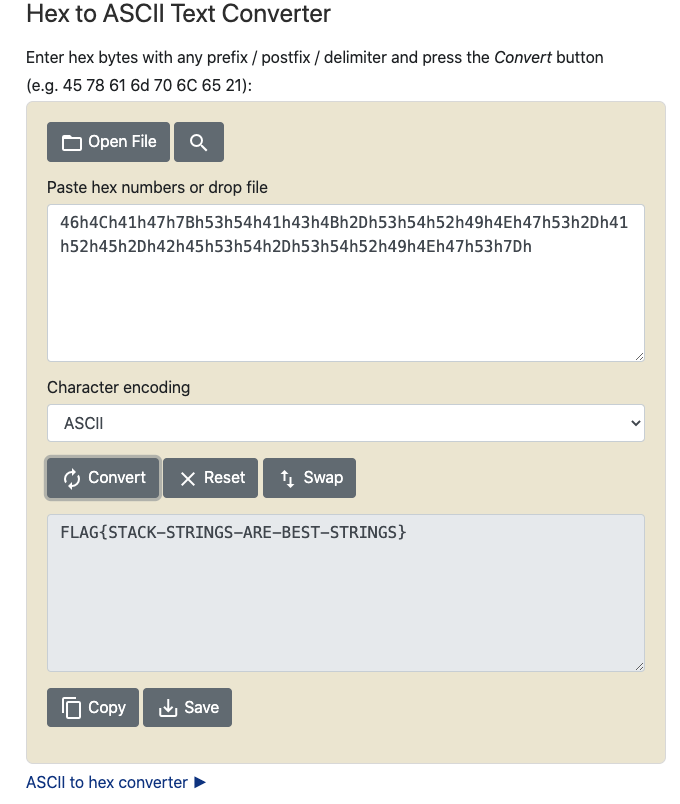 Hex to ASCII Text Converter
Enter hex bytes with any prefix / postfix / delimiter and press the Convert button
(e.g. 45 78 61 6d 70 6C 65 21):
Open File
Paste hex numbers or drop file
46h4Ch41h47h7Bh53h54h41h43h4Bh2Dh53h54h52h49h4Eh47h53h2Dh41
h52h45h2Dh42h45h53h54h2Dh53h54h52h49h4Eh47h53h7Dh
Character encoding
ASCII
Convert Reset Swap
FLAG{STACK-STRINGS-ARE-BEST-STRINGS}
Copy Save
ASCII to hex converter ►